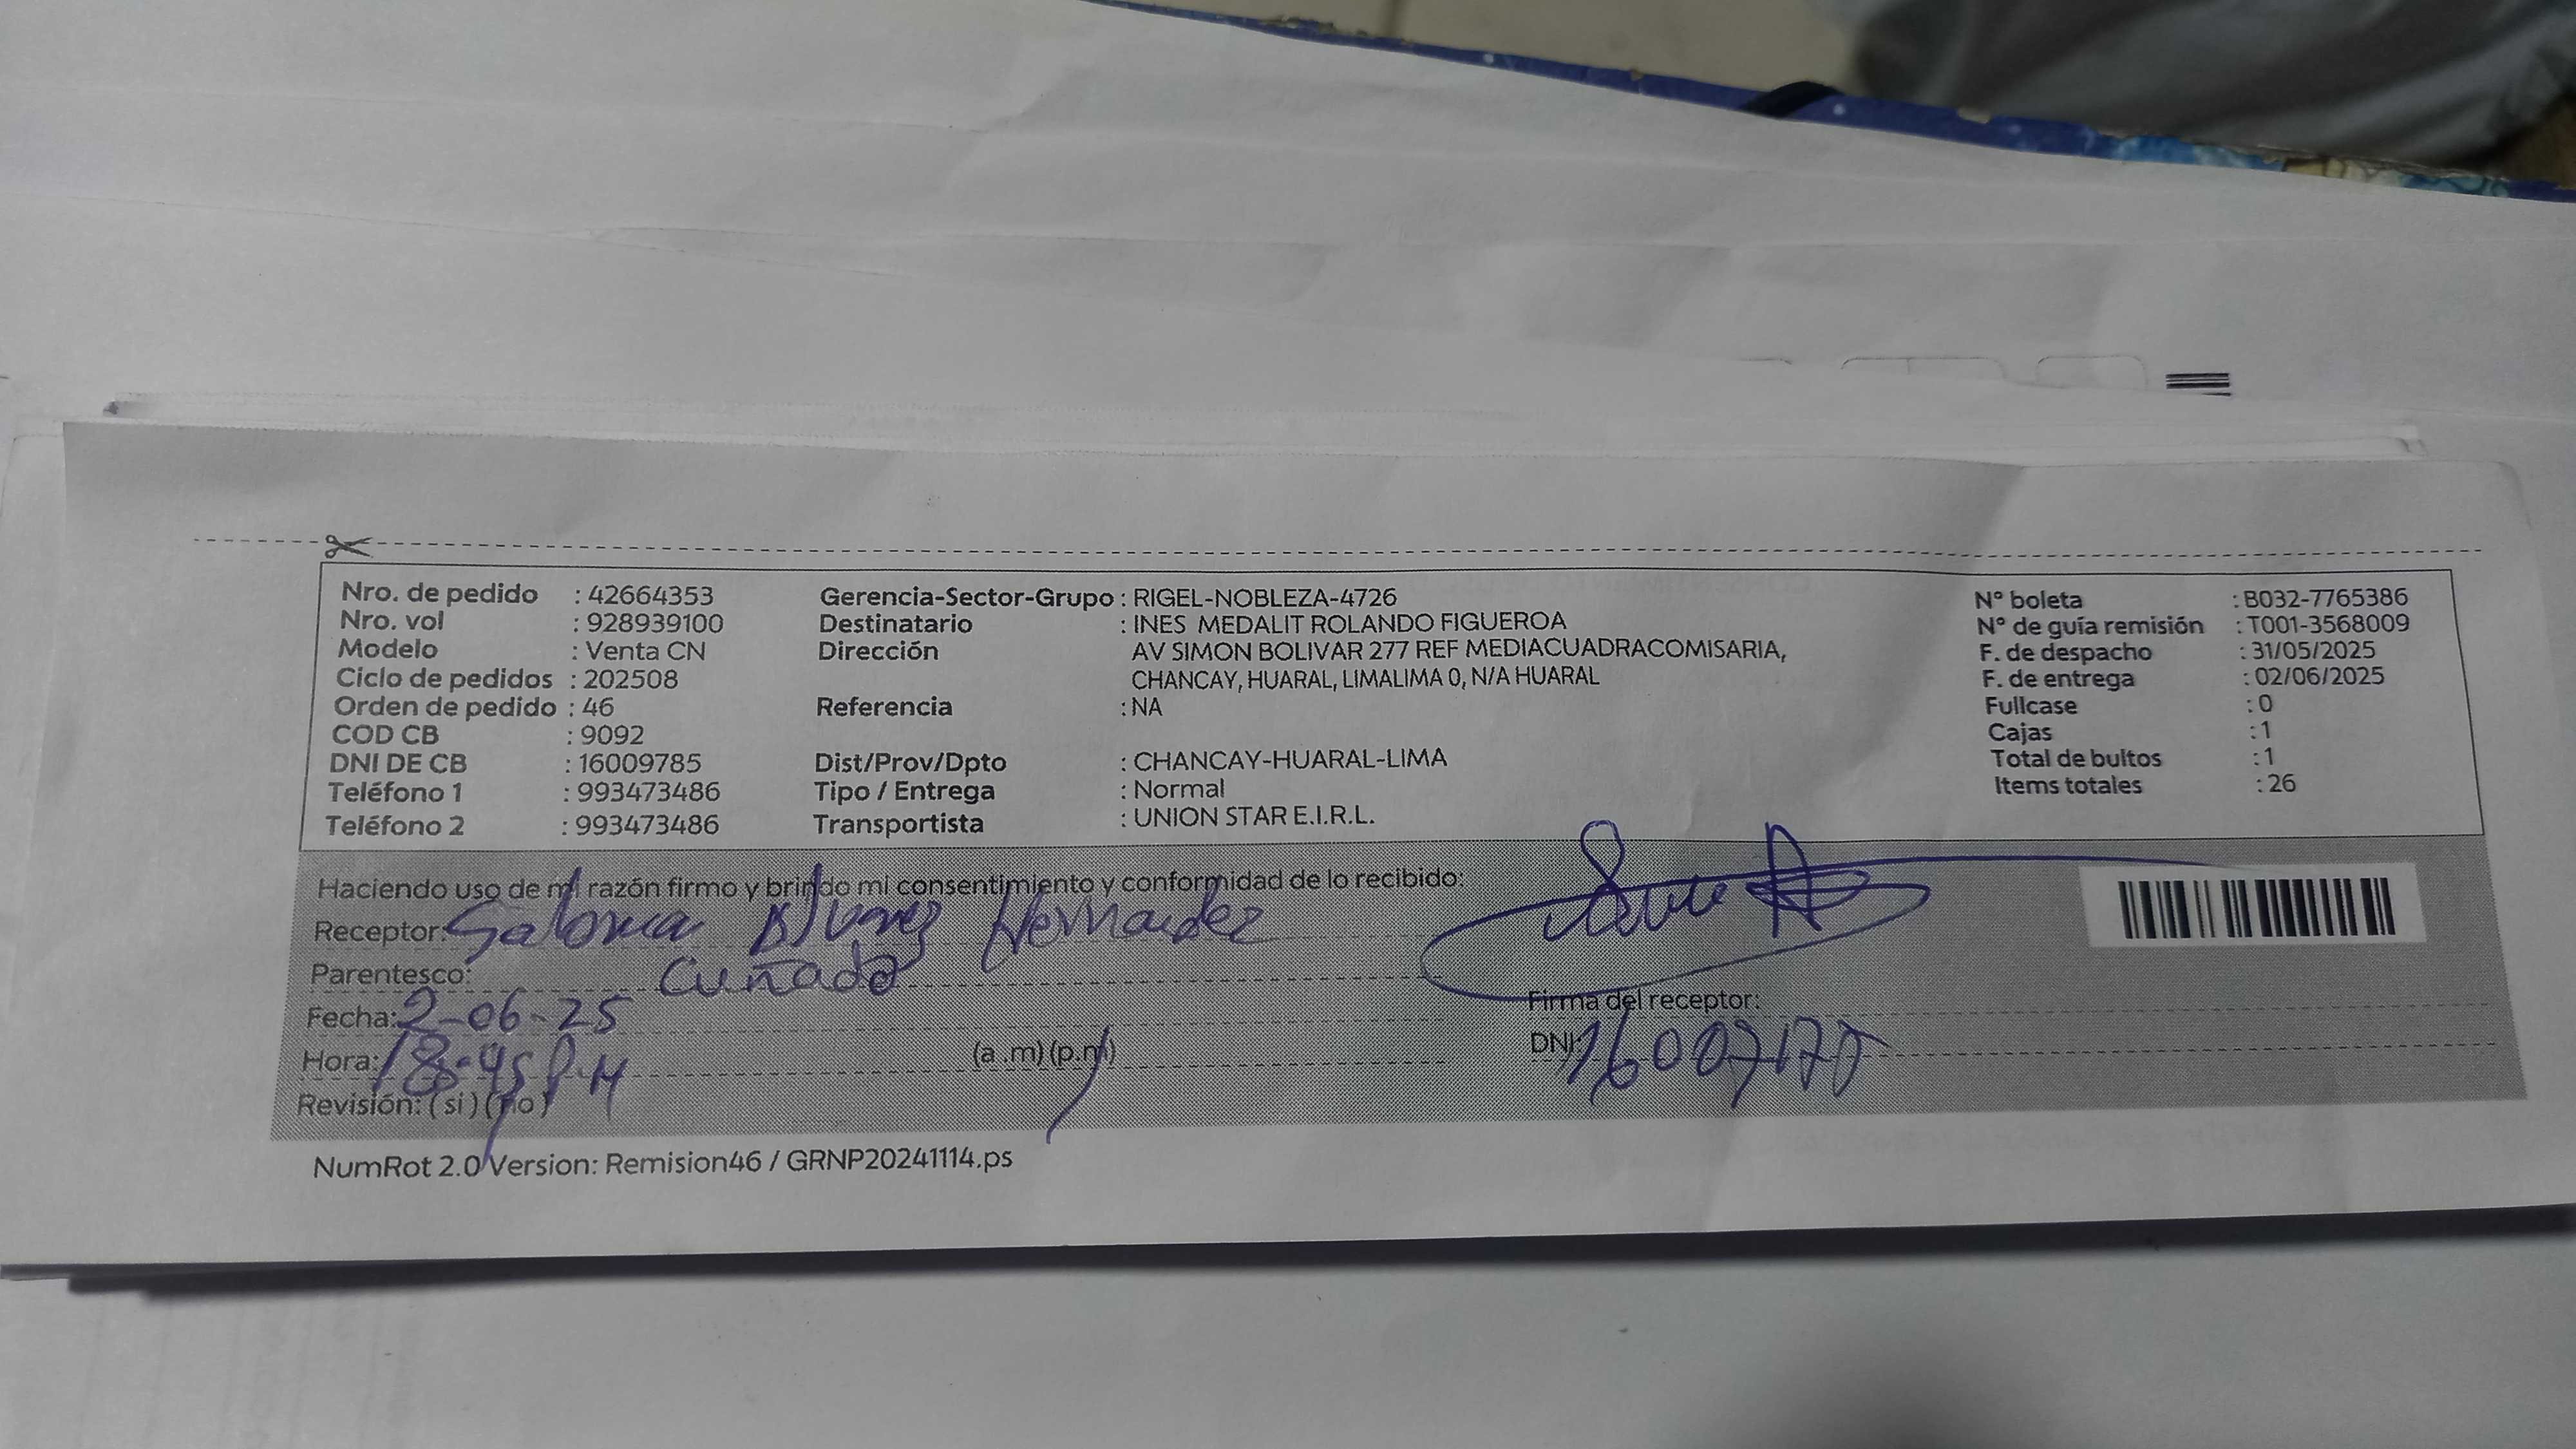 Nro. de pedido : 42664353
Nro. vol : 928939100
Modelo : Venta CN
Ciclo de pedidos : 202508
Orden de pedido : 46
COD CB : 9092
DNI DE CB : 16009785
Teléfono 1 : 993473486
Teléfono 2 : 993473486
Gerencia-Sector-Grupo : RIGEL-NOBLEZA-4726
Destinatario : INES MEDALIT ROLANDO FIGUEROA
Dirección AV SIMON BOLIVAR 277 REF MEDIACUADRACOMISARIA,
CHANCAY, HUARAL, LIMALIMA 0, N/A HUARAL
Referencia : NA
Dist/Prov/Dpto : CHANCAY-HUARAL-LIMA
Tipo / Entrega : Normal
Transportista : UNION STAR E.I.R.L.
N° boleta : B032-7765386
N° de guía remisión : T001-3568009
F. de despacho : 31/05/2025
F. de entrega : 02/06/2025
Fullcase : 0
Cajas : 1
Total de bultos : 1
Items totales : 26
Haciendo uso de mi razón firmo y brindo mi consentimiento y conformidad de lo recibido:
Receptor: Hernandez
Parentesco: Cuñado
Fecha: 2-06-25
Hora: 18:45 P.M (a.m) (p.m)
Revisión: (si) (no)
Firma del receptor:
DNI:
NumRot 2.0 Version: Remision46 / GRNP20241114.ps